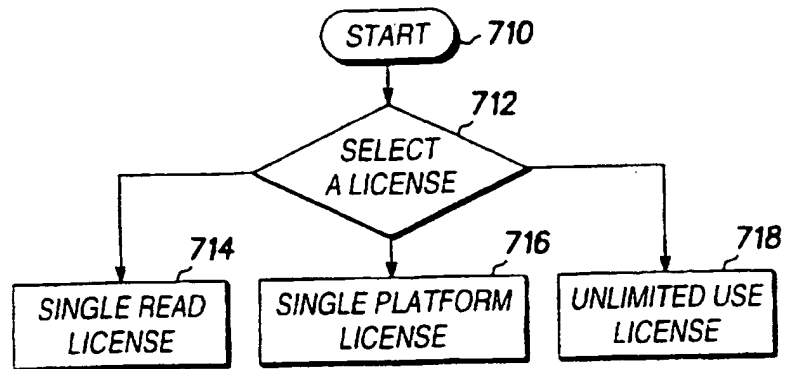 START
710
712
SELECT
A LICENSE
714
716
718
SINGLE READ
LICENSE
SINGLE PLATFORM
LICENSE
UNLIMITED USE
LICENSE